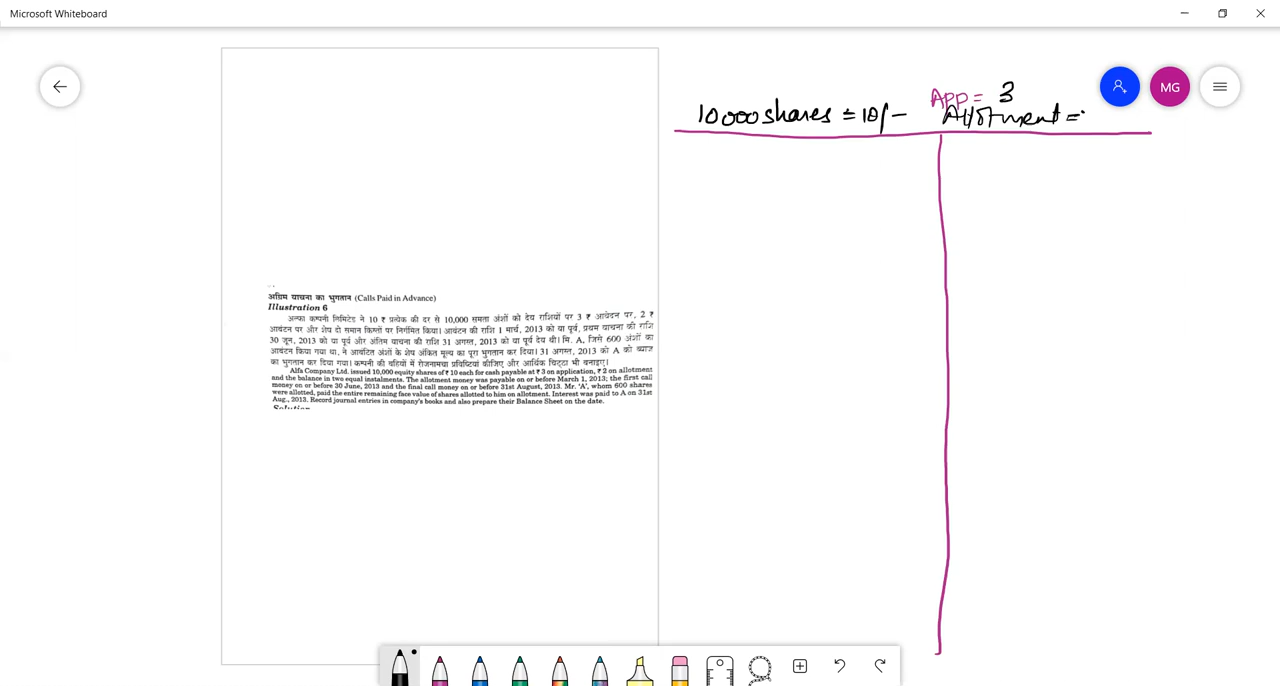 Microsoft Whiteboard
MG
App = 3
10000 shares = 10/- Allotment =
अग्रिम याचना का भुगतान (Calls Paid in Advance)
Illustration 6
अल्फा कम्पनी लिमिटेड ने 10 ₹ प्रत्येक की दर से 10,000 समता अंशों को देय राशियों पर 3 ₹ आवेदन पर, 2 ₹
आबंटन पर और शेष दो समान किस्तों पर निर्गमित किया। आबंटन की राशि 1 मार्च, 2013 को या पूर्व, प्रथम याचना की राशि
30 जून, 2013 को या पूर्व और अंतिम याचना की राशि 31 अगस्त, 2013 को या पूर्व देय थी। मि. A, जिसे 600 अंशों का
आबंटन किया गया था, ने आबंटित अंशों के शेष अंकित मूल्य का पूरा भुगतान कर दिया। 31 अगस्त, 2013 को A को ब्याज
का भुगतान कर दिया गया। कम्पनी की बहियों में रोजनामचा प्रविष्टियां कीजिए और आर्थिक चिट्ठा भी बनाइए।
Alfa Company Ltd. issued 10,000 equity shares of ₹ 10 each for cash payable at ₹ 3 on application, ₹ 2 on allotment
and the balance in two equal instalments. The allotment money was payable on or before March 1, 2013; the first call
money on or before 30 June, 2013 and the final call money on or before 31st August, 2013. Mr. 'A', whom 600 shares
were allotted, paid the entire remaining face value of shares allotted to him on allotment. Interest was paid to A on 31st
Aug., 2013. Record journal entries in company's books and also prepare their Balance Sheet on the date.
Solution